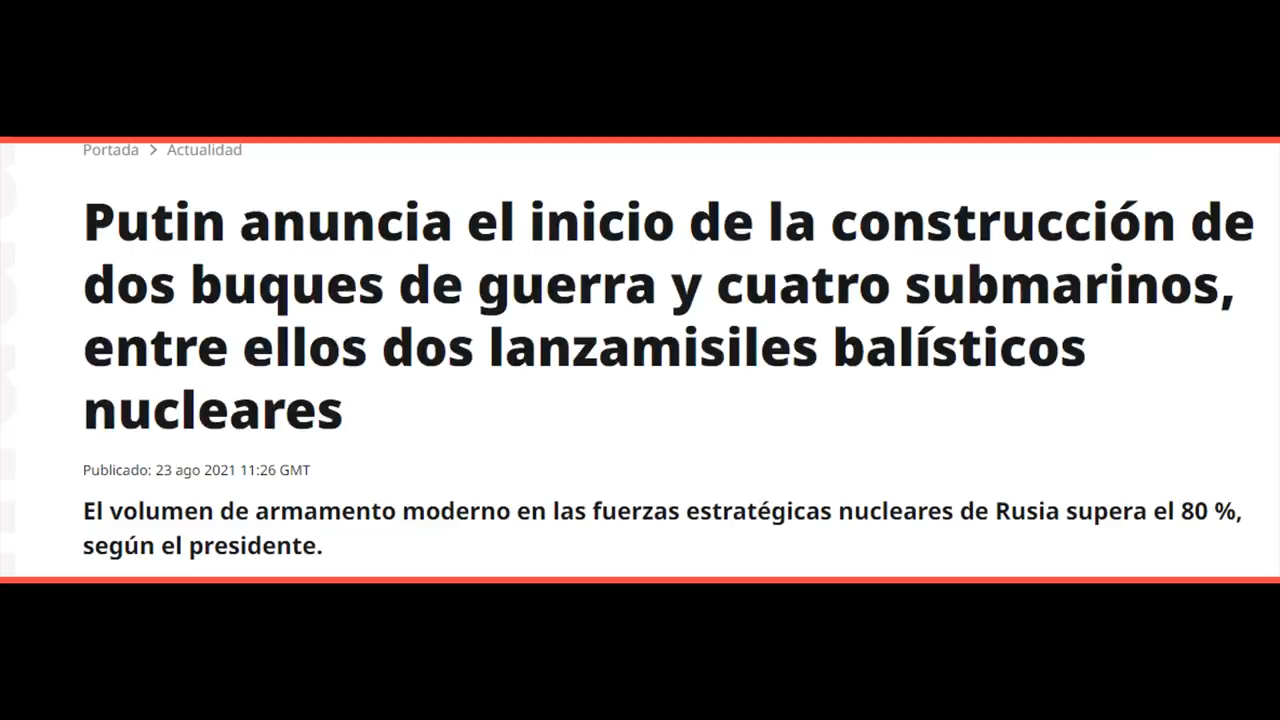 Portada > Actualidad
Putin anuncia el inicio de la construcción de
dos buques de guerra y cuatro submarinos,
entre ellos dos lanzamisiles balísticos
nucleares
Publicado: 23 ago 2021 11:26 GMT
El volumen de armamento moderno en las fuerzas estratégicas nucleares de Rusia supera el 80 %,
según el presidente.